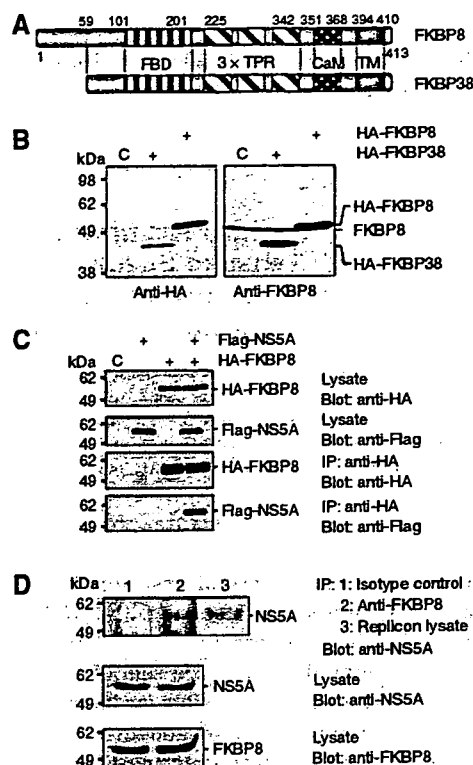 A
59 101 201 225 342 351 368 394 410
FKBP8
1 413
FBD 3 × TPR CaM TM
FKBP38
B
+ HA-FKBP8
C + C + HA-FKBP38
kDa
98
62
49
38
HA-FKBP8
FKBP8
HA-FKBP38
Anti-HA Anti-FKBP8
C
+ + Flag-NS5A
kDa C + + HA-FKBP8
62
49
HA-FKBP8
Lysate
Blot: anti-HA
62
49
Flag-NS5A
Lysate
Blot: anti-Flag
62
49
HA-FKBP8
IP: anti-HA
Blot: anti-HA
62
49
Flag-NS5A
IP: anti-HA
Blot: anti-Flag
D
kDa 1 2 3
62
49
NS5A
IP: 1: Isotype control
2: Anti-FKBP8
3: Replicon lysate
Blot: anti-NS5A
62
49
NS5A
Lysate
Blot: anti-NS5A
62
49
FKBP8
Lysate
Blot: anti-FKBP8